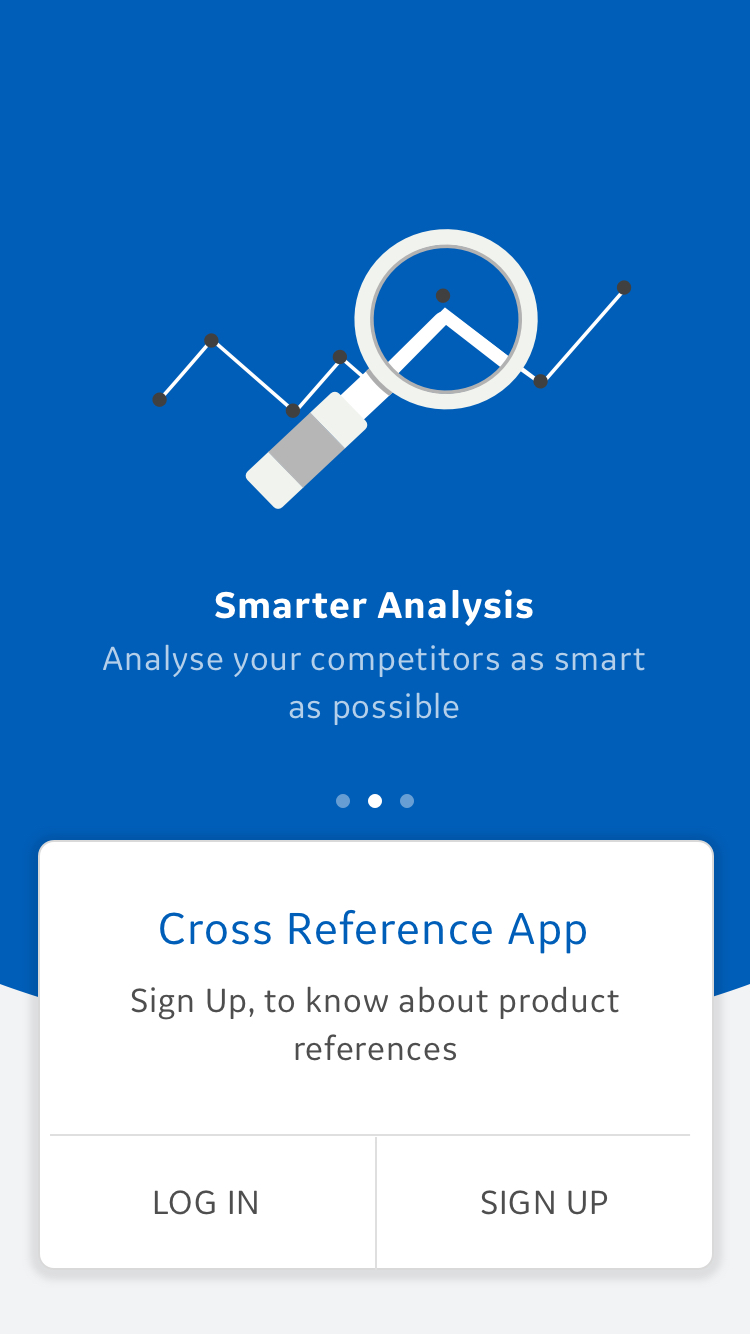 Smarter Analysis
Analyse your competitors as smart
as possible
Cross Reference App
Sign Up, to know about product
references
LOG IN
SIGN UP